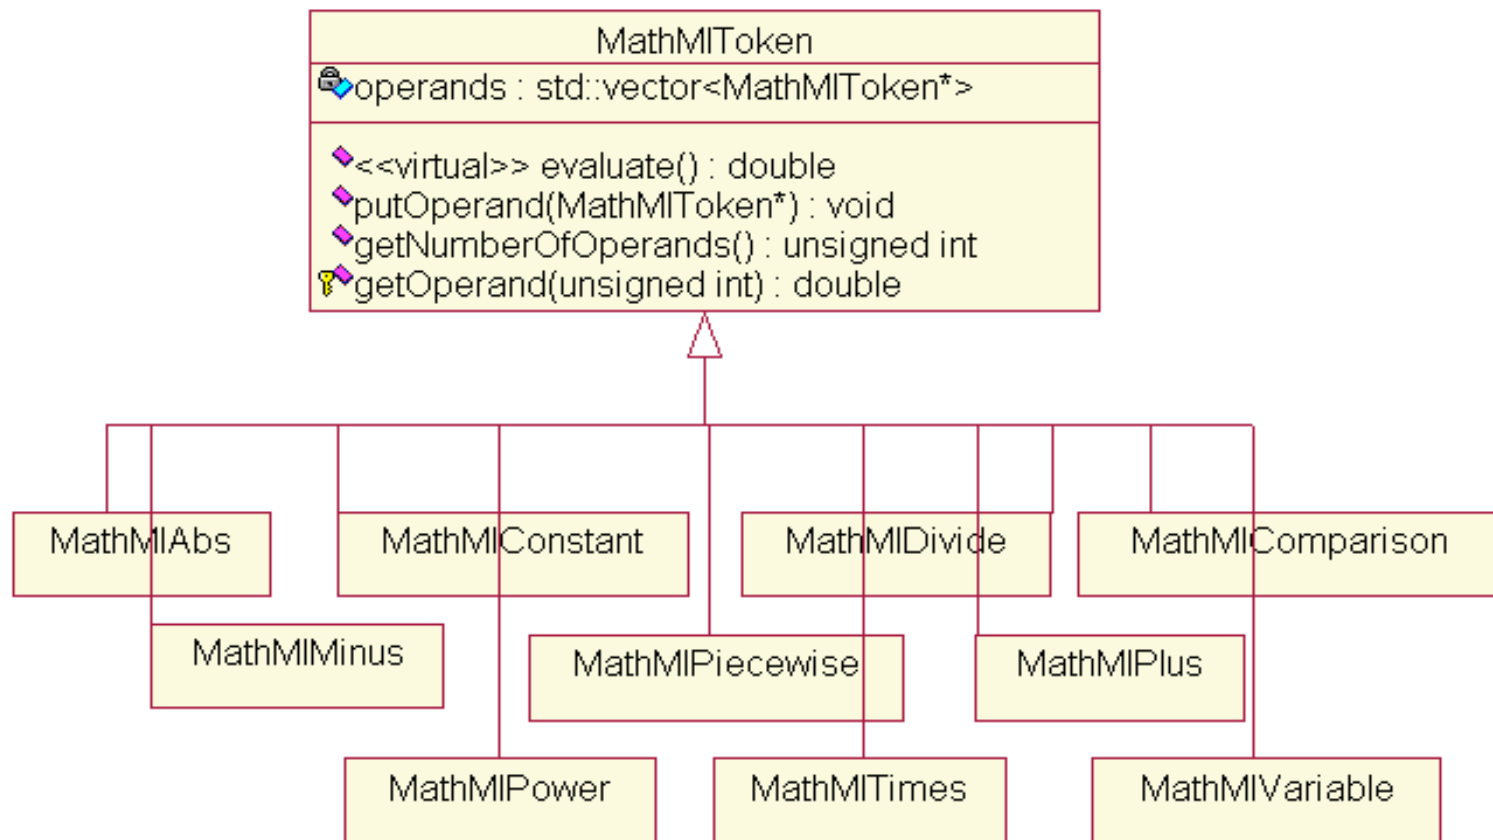 MathMlToken
operands : std::vector<MathMlToken*>
<<virtual>> evaluate() : double
putOperand(MathMlToken*) : void
getNumberOfOperands() : unsigned int
getOperand(unsigned int) : double
MathMlAbs
MathMlConstant
MathMlDivide
MathMlComparison
MathMlMinus
MathMlPiecewise
MathMlPlus
MathMlPower
MathMlTimes
MathMlVariable